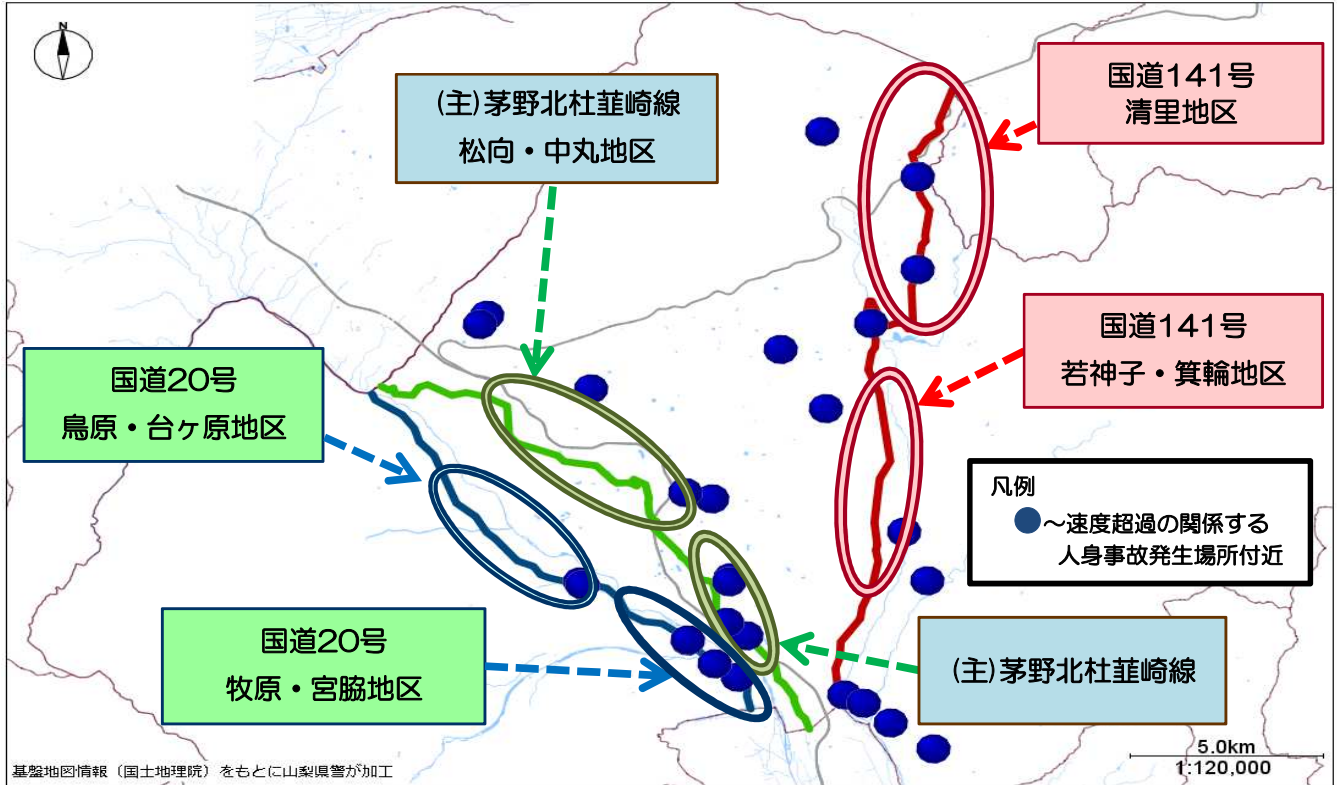 N
国道141号
清里地区
(主)茅野北杜韮崎線
松向・中丸地区
国道141号
若神子・箕輪地区
国道20号
鳥原・台ヶ原地区
凡例
～速度超過の関係する
人身事故発生場所付近
国道20号
牧原・宮脇地区
(主)茅野北杜韮崎線
5.0km
1:120,000
基盤地図情報（国土地理院）をもとに山梨県警が加工